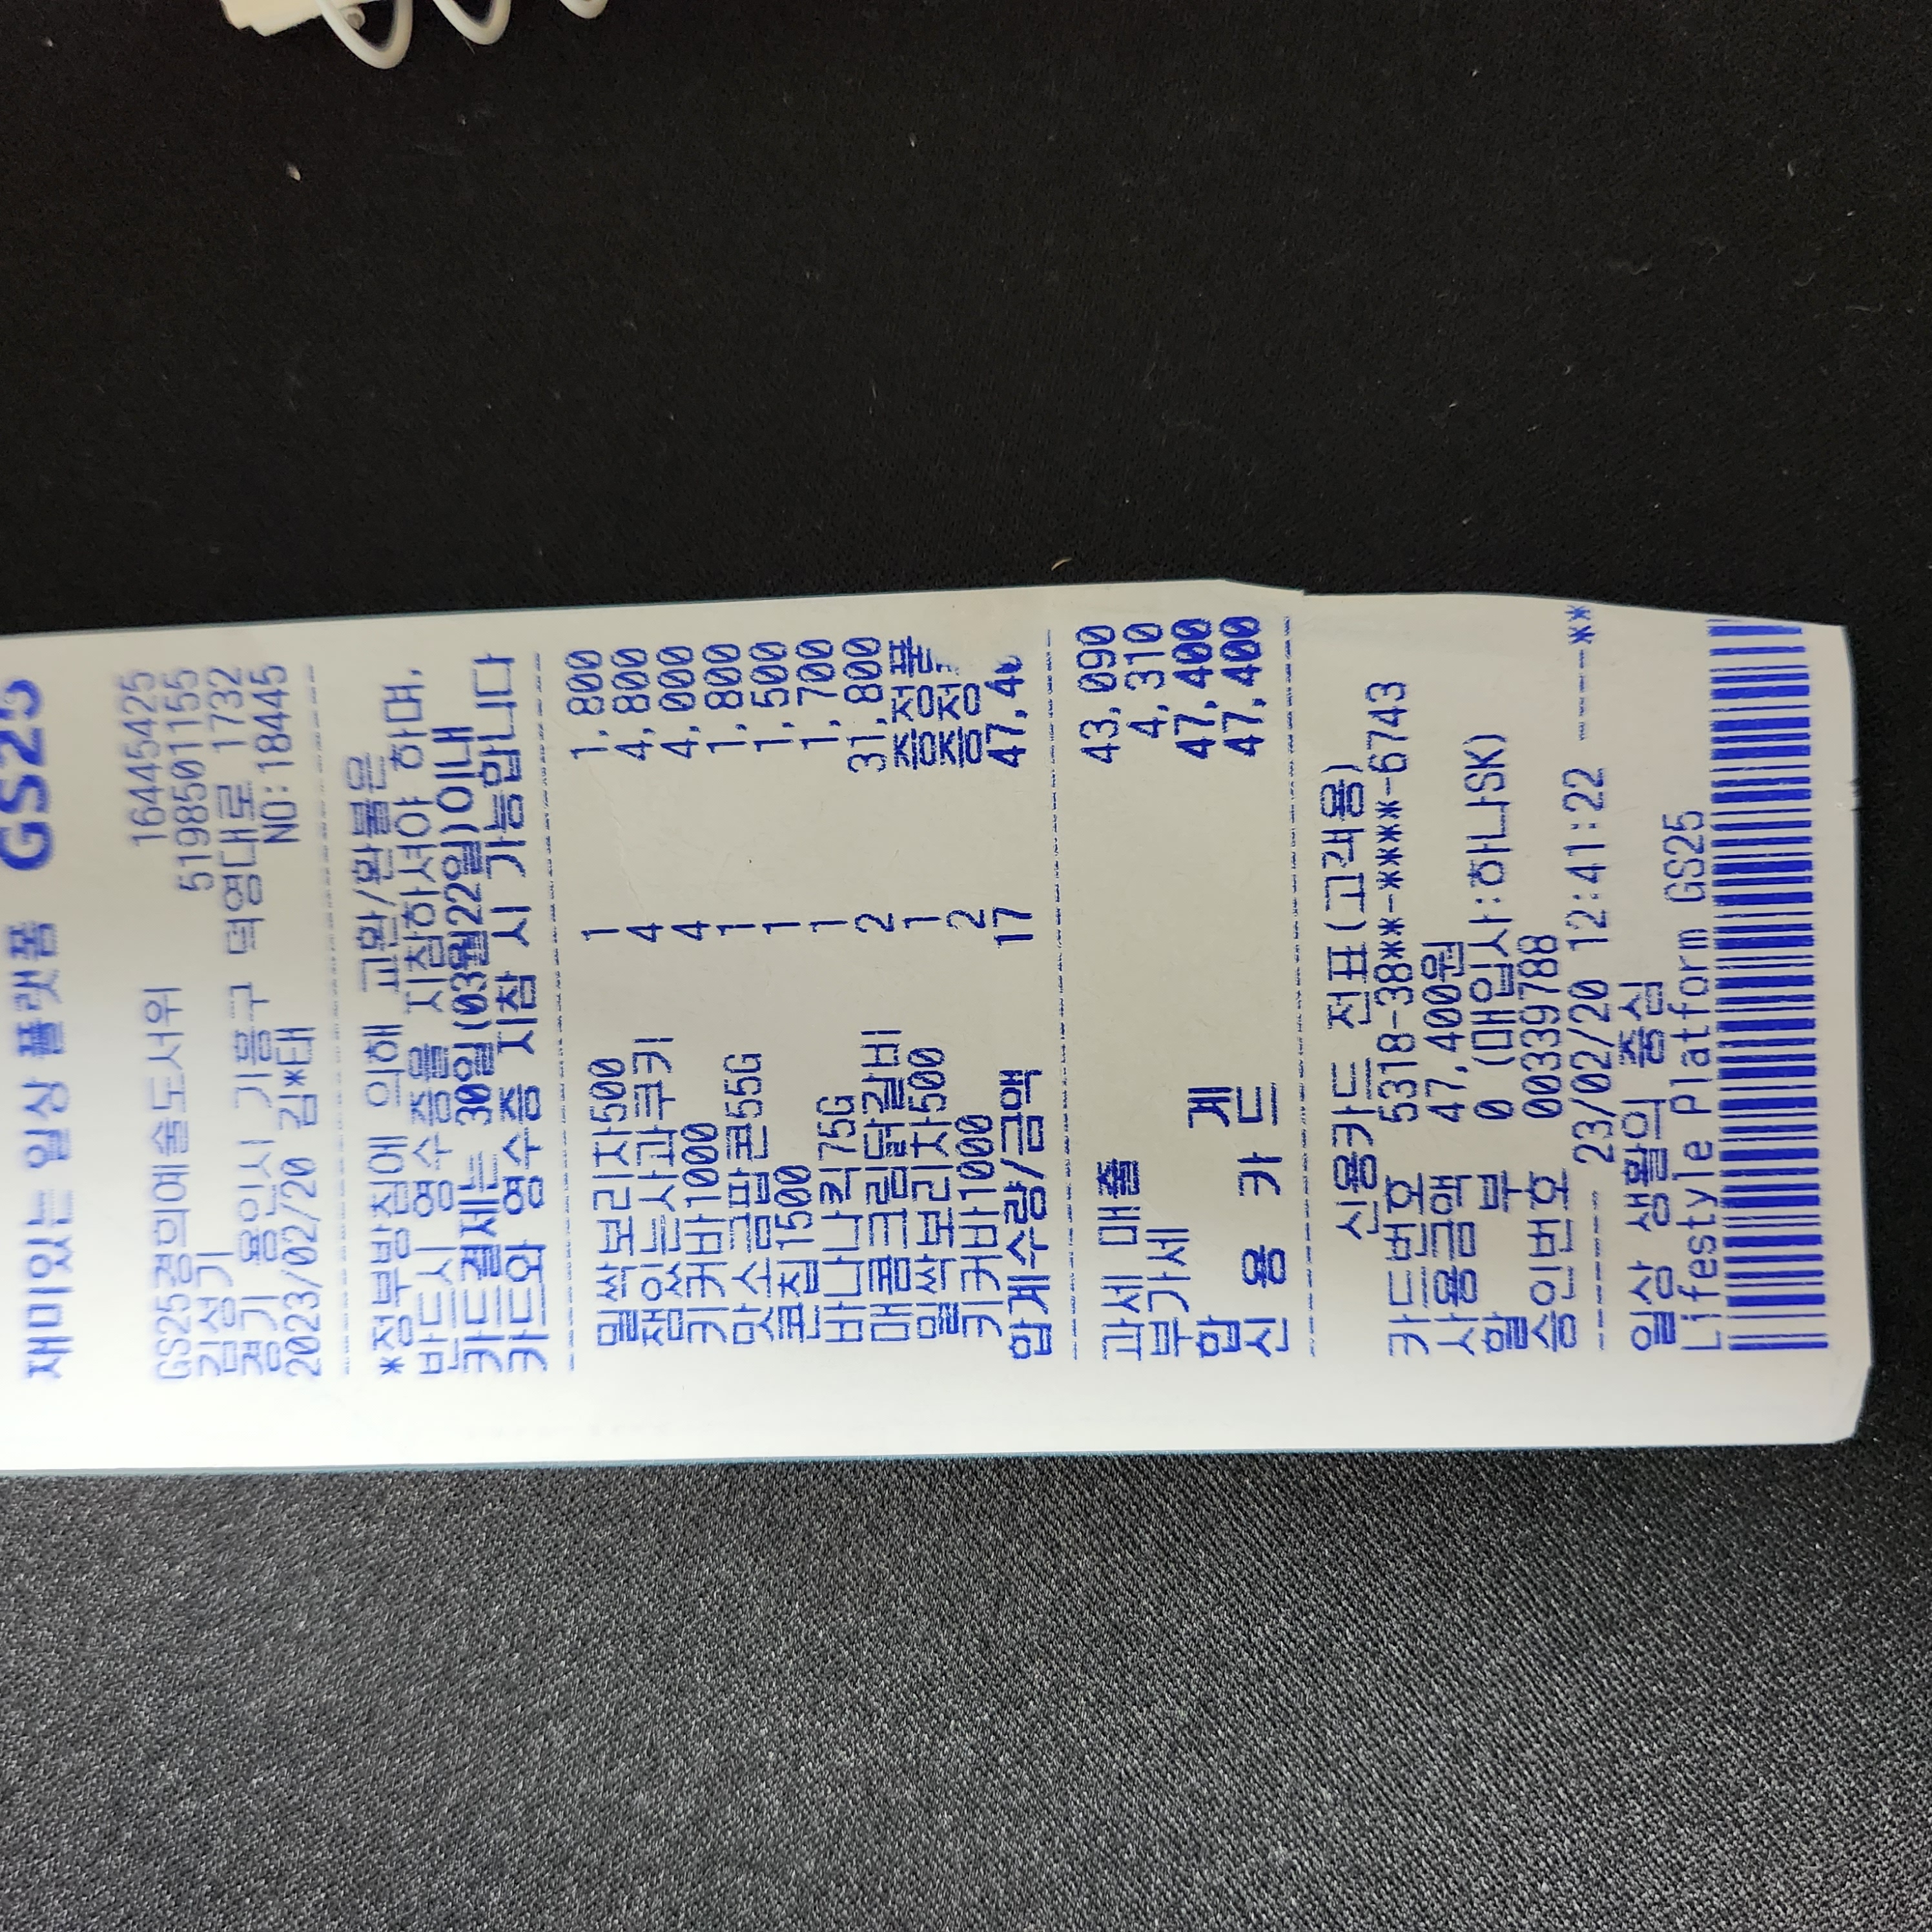 재미있는 일상 플랫폼 GS25
GS25경희예술도서위 16445425
김성기 5198501155
경기 용인시 기흥구 덕영대로 1732
2023/02/20 김*태 NO:18445
*정부방침에 의해 교환/환불은
반드시 영수증을 지참하셔야 하며,
카드결제는 30일(03월22일)이내
카드와 영수증 지참 시 가능합니다
밀싹보리차500 1 1,800
잼있는사과쿠키 4 4,800
키커바1000 4 4,000
맛소금팝콘55G 1 1,800
콘칩1500 1 1,500
바나나킥75G 1 1,700
매콤크림닭갈비 2 31,800
밀싹보리차500 1 증정품
키커바1000 2 증정
합계수량/금액 17 47,4
과세 매출 43,090
부가세 4,310
합 계 47,400
신 용 카 드 47,400
신용카드 전표(고객용)
카드번호 5318-38**-****-6743
사용금액 47,400원
할 부 0 (매입사:하나SK)
승인번호 00339788
------- 23/02/20 12:41:22 ----**
일상 생활의 중심
Lifestyle Platform GS25